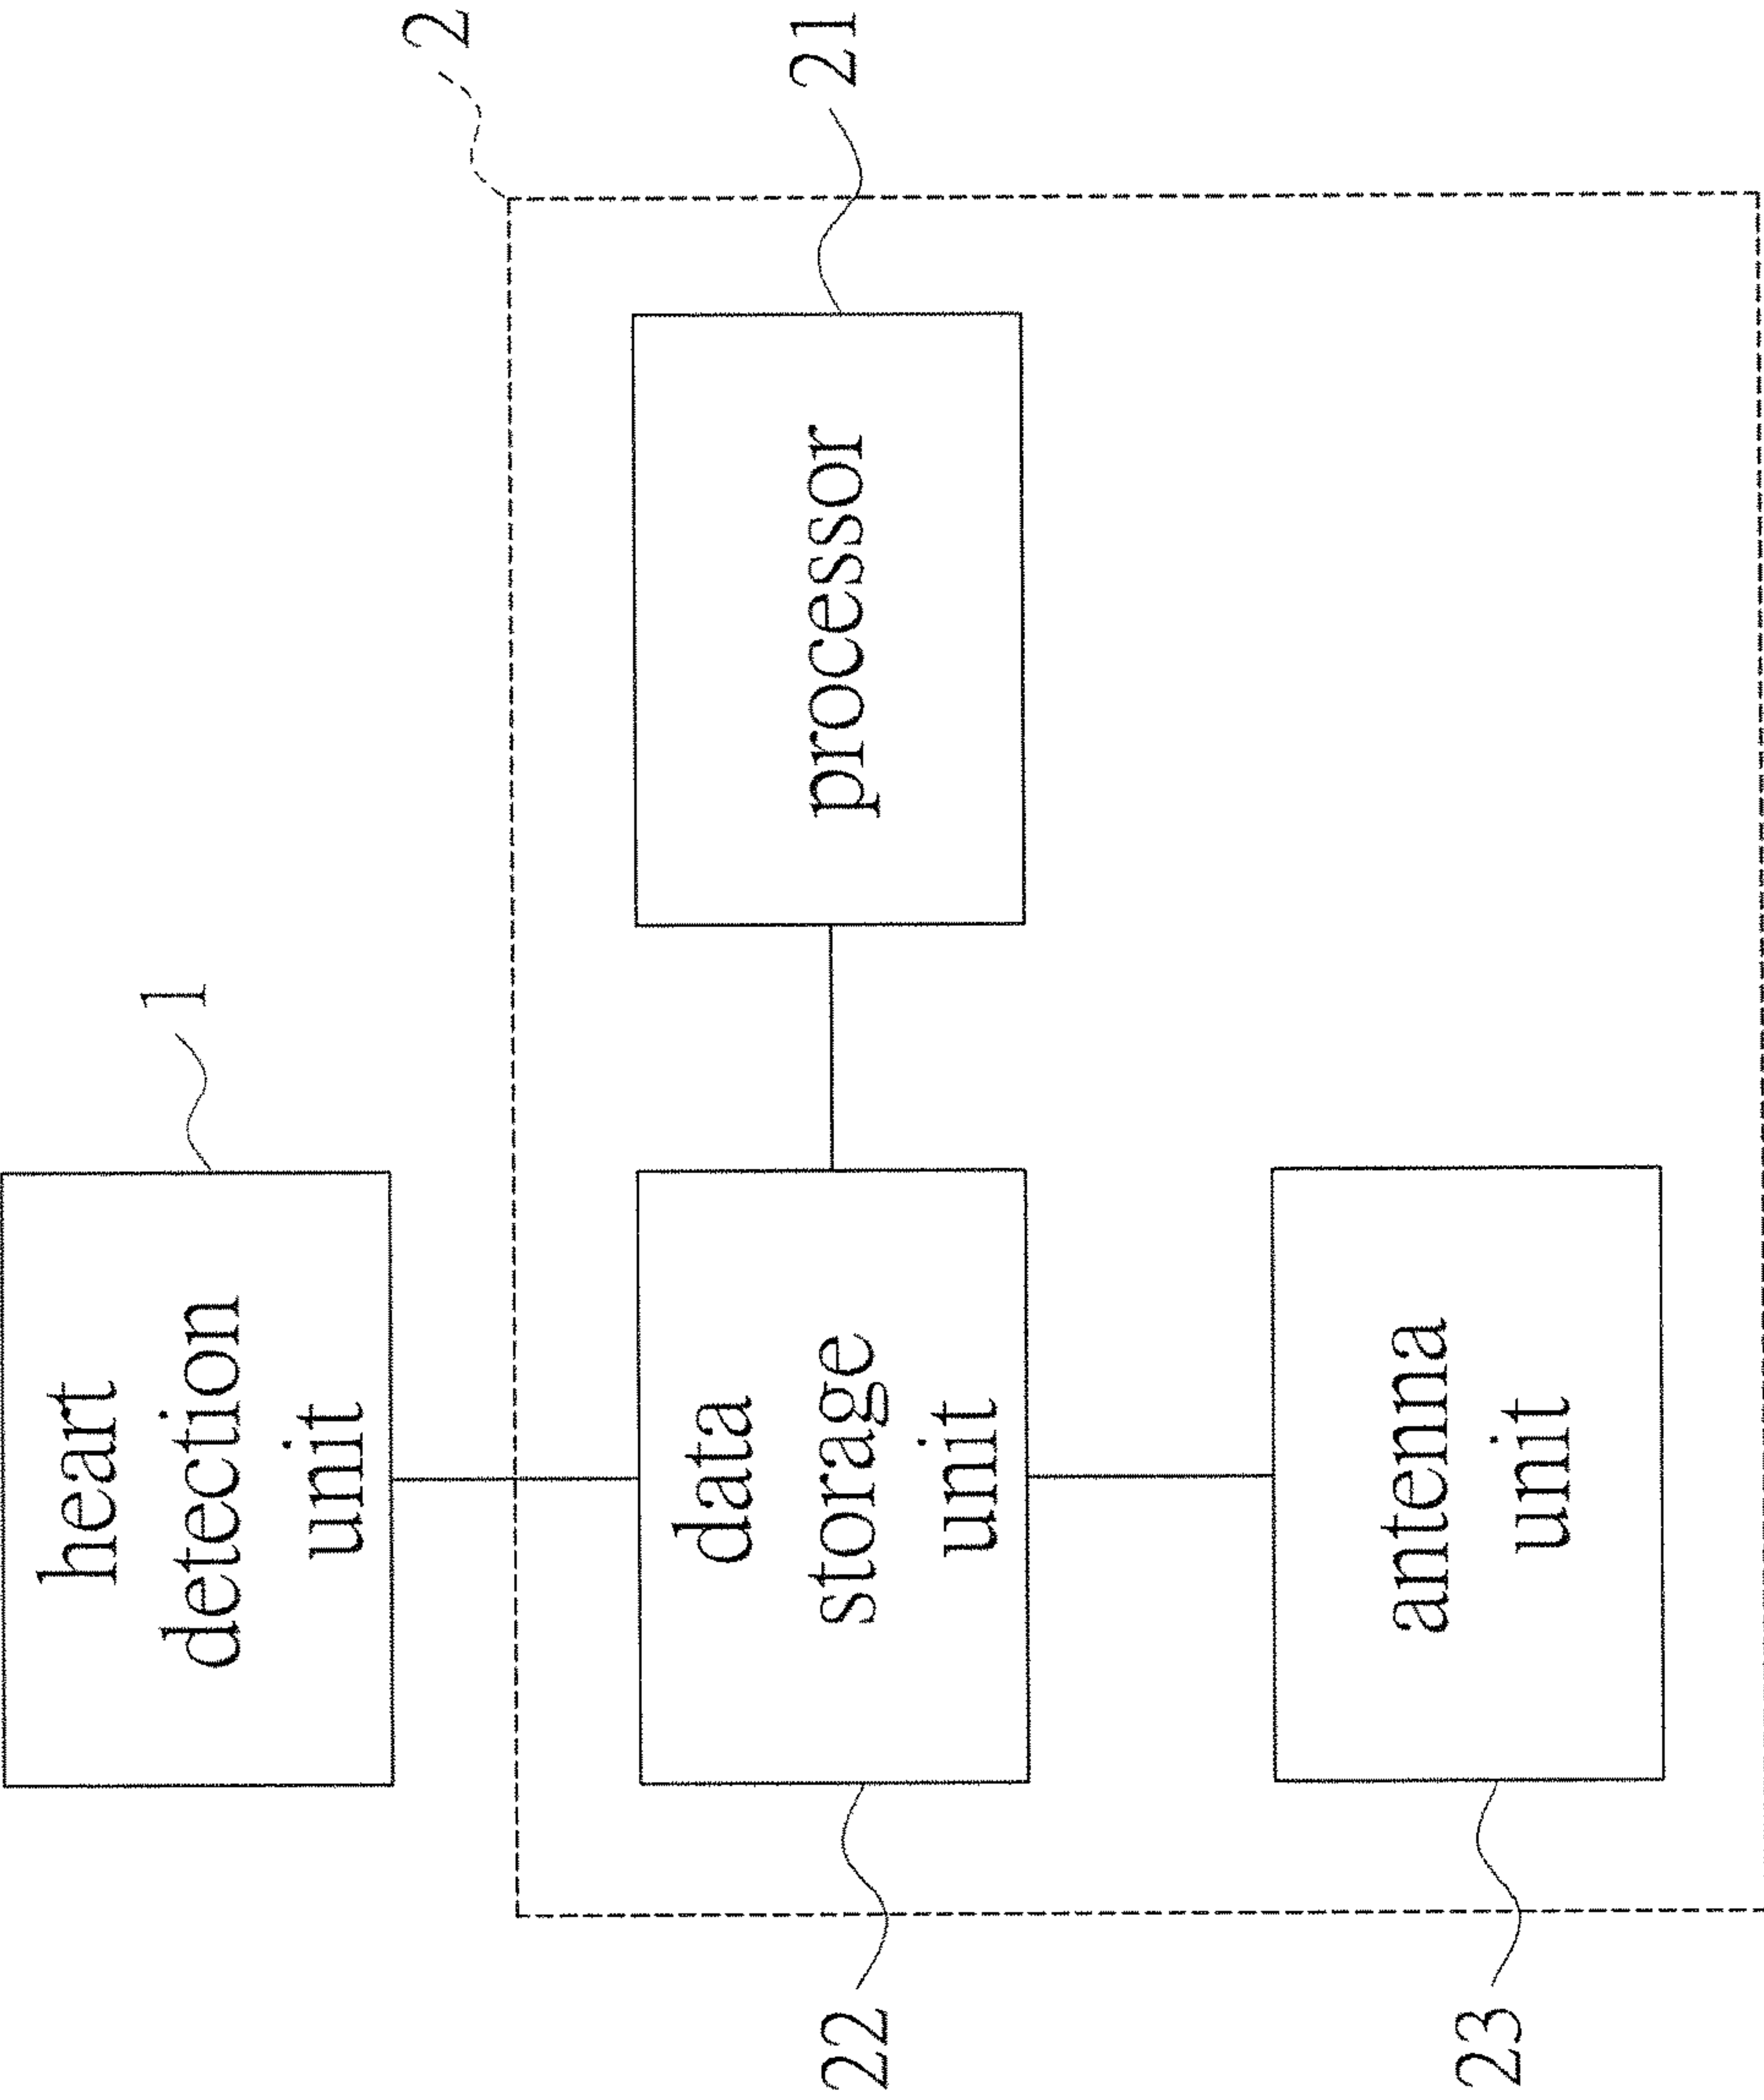 heart
detection
unit
1
2
22
data
storage
unit
processor
21
23
antenna
unit